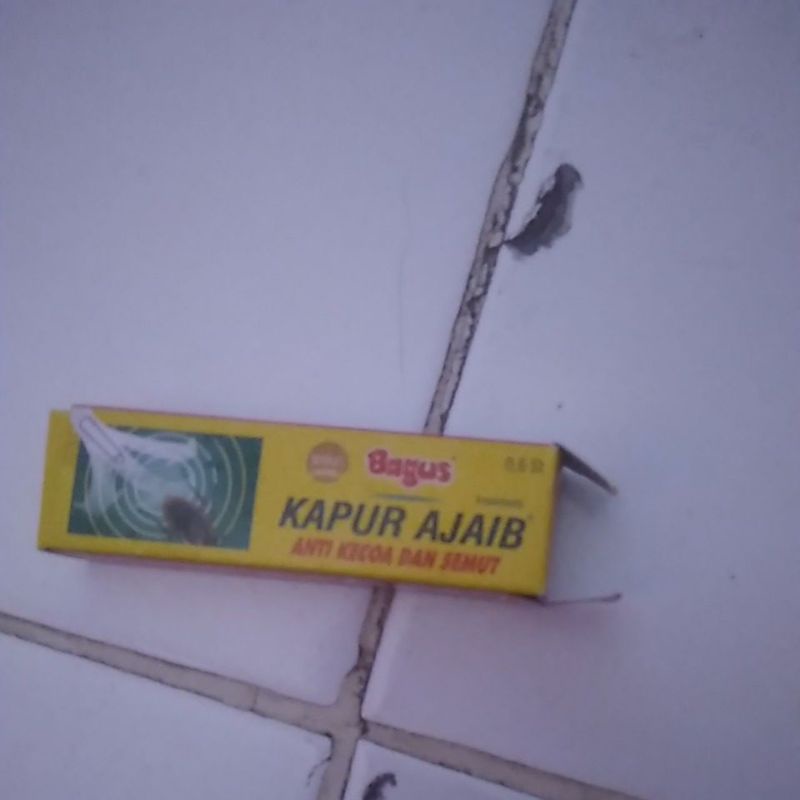 Bagus
KAPUR AJAIB
ANTI KECOA DAN SEMUT